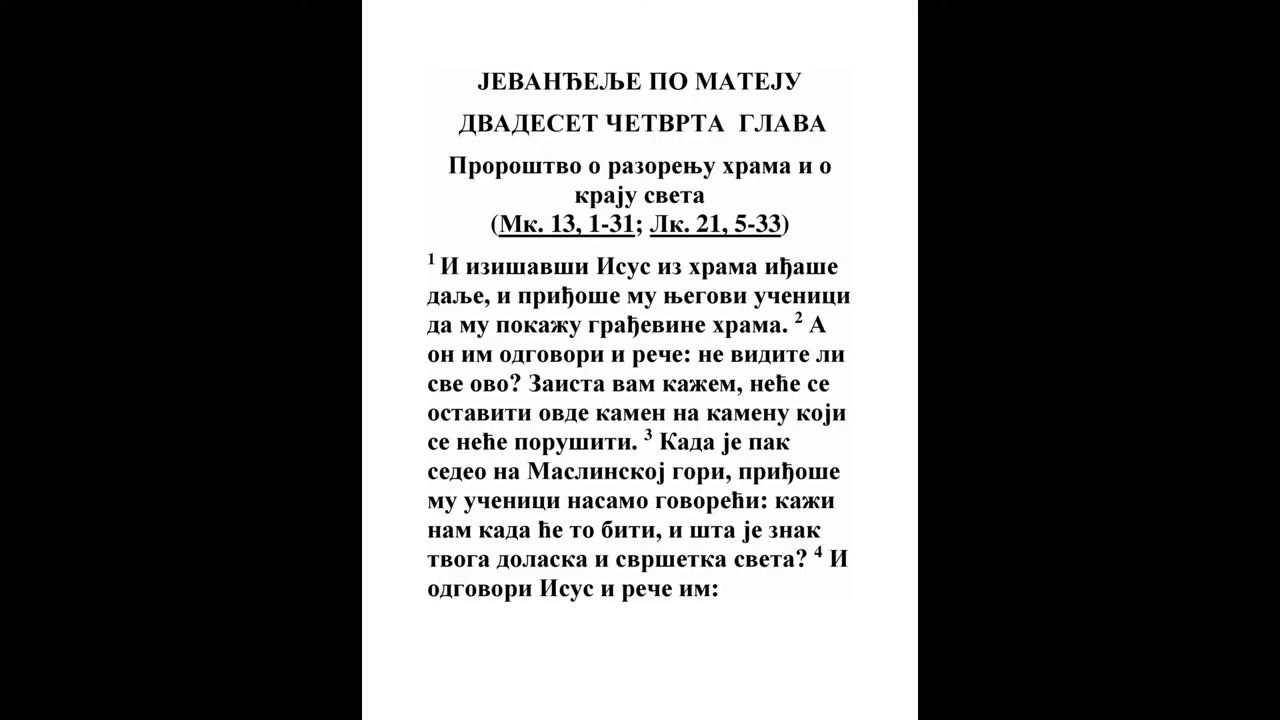 ЈЕВАНЂЕЉЕ ПО МАТЕЈУ
ДВАДЕСЕТ ЧЕТВРТА ГЛАВА
Пророштво о разорењу храма и о
крају света
(Мк. 13, 1-31; Лк. 21, 5-33)
1 И изишавши Исус из храма иђаше
даље, и приђоше му његови ученици
да му покажу грађевине храма. 2 А
он им одговори и рече: не видите ли
све ово? Заиста вам кажем, неће се
оставити овде камен на камену који
се неће порушити. 3 Када је пак
седео на Маслинској гори, приђоше
му ученици насамо говорећи: кажи
нам када ће то бити, и шта је знак
твога доласка и свршетка света? 4 И
одговори Исус и рече им: